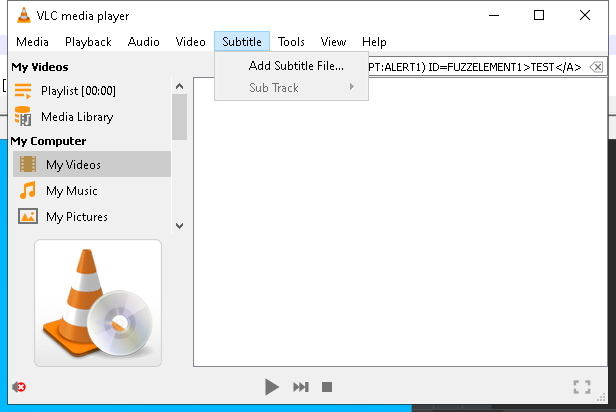 VLC media player
Media Playback Audio Video Subtitle Tools View Help
My Videos
PT:ALERT1) ID=FUZZELEMENT1>TEST</A>
Add Subtitle File...
Sub Track
Playlist [00:00]
Media Library
My Computer
My Videos
My Music
My Pictures